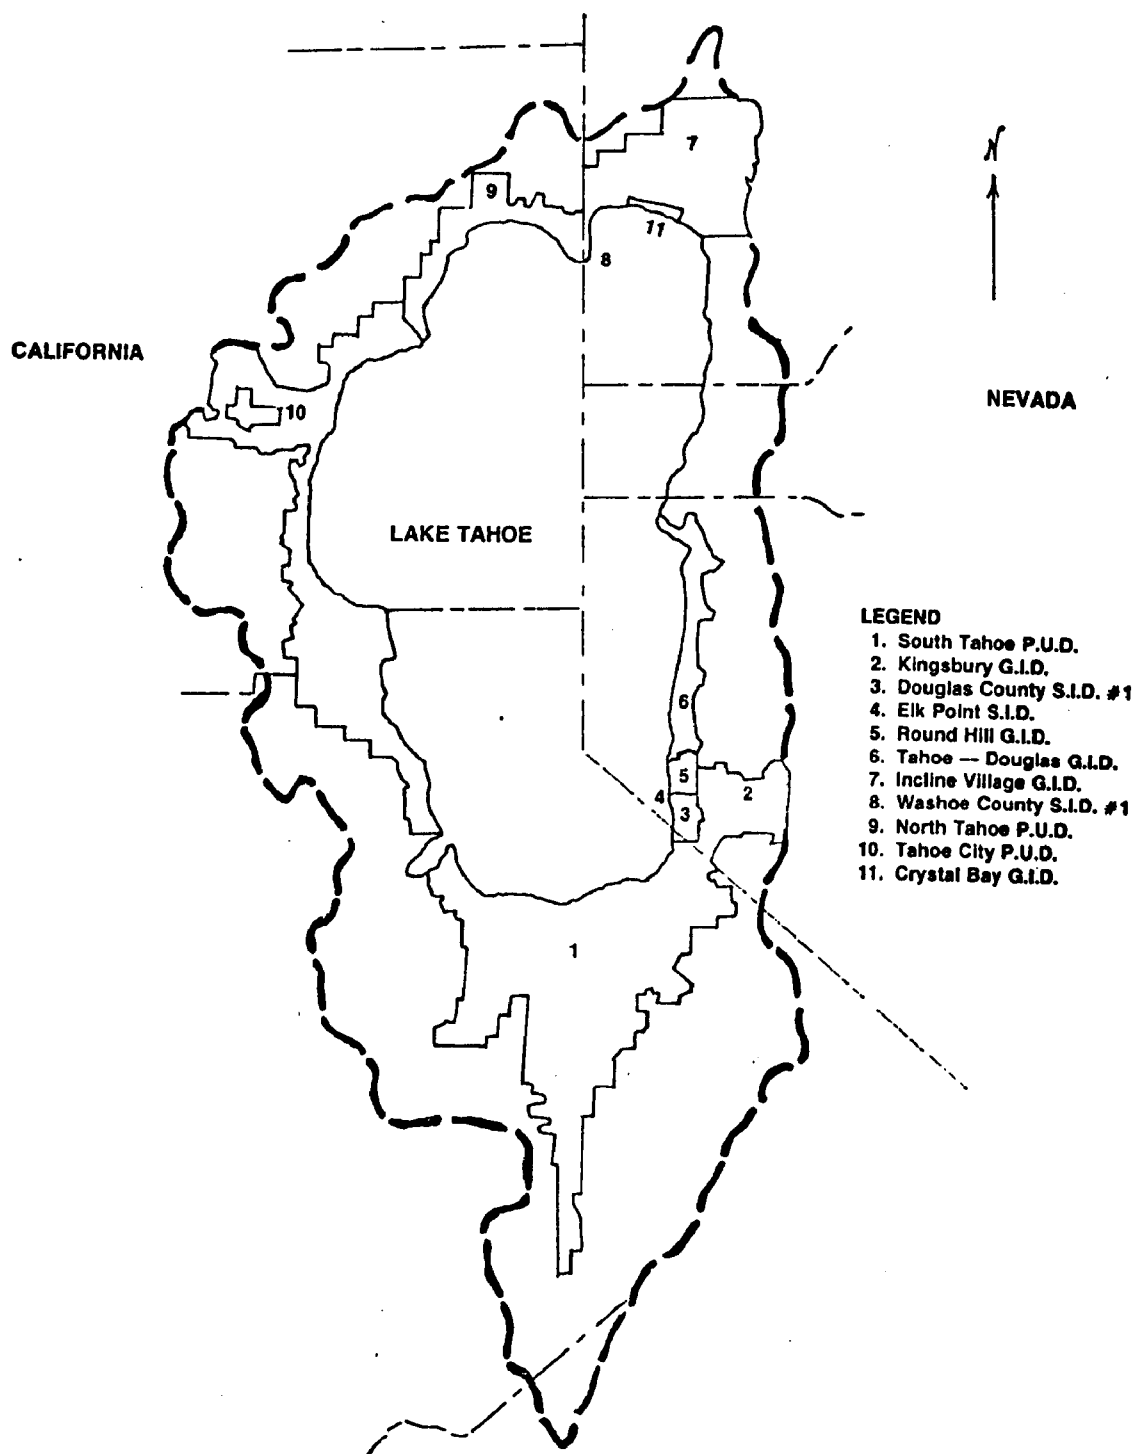 N
7
9
11
8
CALIFORNIA
10
NEVADA
LAKE TAHOE
6
5
2
4
3
1
LEGEND
1. South Tahoe P.U.D.
2. Kingsbury G.I.D.
3. Douglas County S.I.D. #1
4. Elk Point S.I.D.
5. Round Hill G.I.D.
6. Tahoe — Douglas G.I.D.
7. Incline Village G.I.D.
8. Washoe County S.I.D. #1
9. North Tahoe P.U.D.
10. Tahoe City P.U.D.
11. Crystal Bay G.I.D.